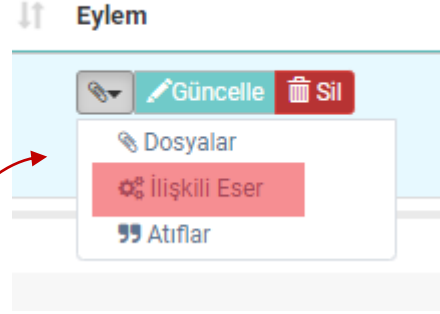 Eylem
Güncelle Sil
Dosyalar
İlişkili Eser
Atıflar